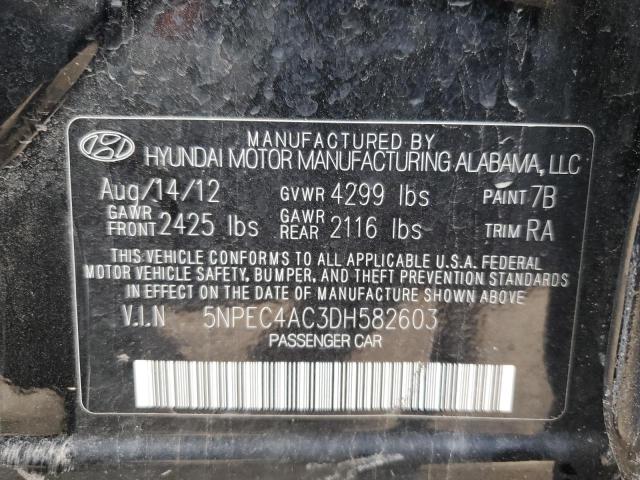 MANUFACTURED BY
HYUNDAI MOTOR MANUFACTURING ALABAMA, LLC
Aug/14/12 GVWR 4299 lbs PAINT 7B
GAWR FRONT 2425 lbs GAWR REAR 2116 lbs TRIM RA
THIS VEHICLE CONFORMS TO ALL APPLICABLE U.S.A. FEDERAL
MOTOR VEHICLE SAFETY, BUMPER, AND THEFT PREVENTION STANDARDS
IN EFFECT ON THE DATE OF MANUFACTURE SHOWN ABOVE.
V.I.N 5NPEC4AC3DH582603
PASSENGER CAR